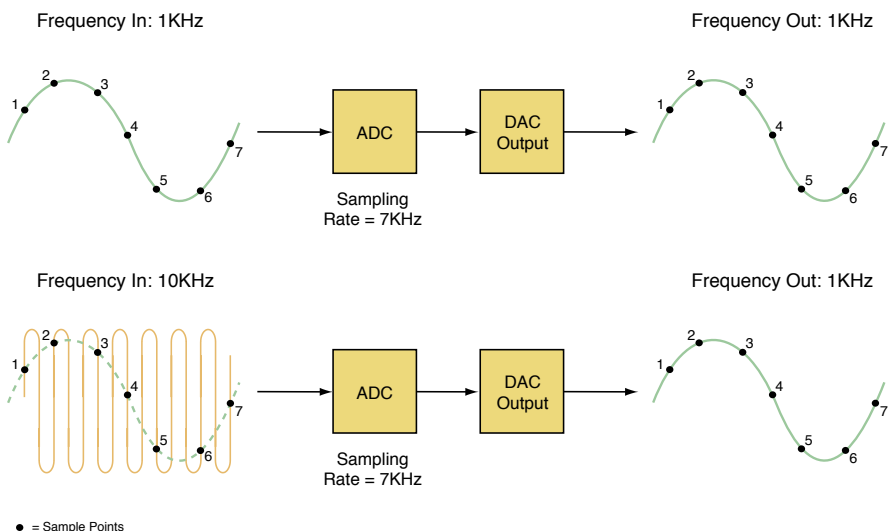 Frequency In: 1KHz
Frequency Out: 1KHz
1
2
3
4
5
6
7
ADC
DAC
Output
Sampling
Rate = 7KHz
1
2
3
4
5
6
7
Frequency In: 10KHz
Frequency Out: 1KHz
1
2
3
4
5
6
7
ADC
DAC
Output
Sampling
Rate = 7KHz
1
2
3
4
5
6
7
= Sample Points